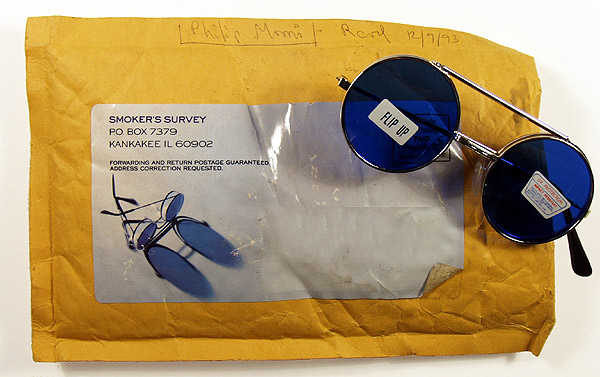 Philip Morris - Recd 12/9/93
SMOKER'S SURVEY
P.O. BOX 7379
KANKAKEE IL 60902
FORWARDING AND RETURN POSTAGE GUARANTEED,
ADDRESS CORRECTION REQUESTED.
FLIP UP